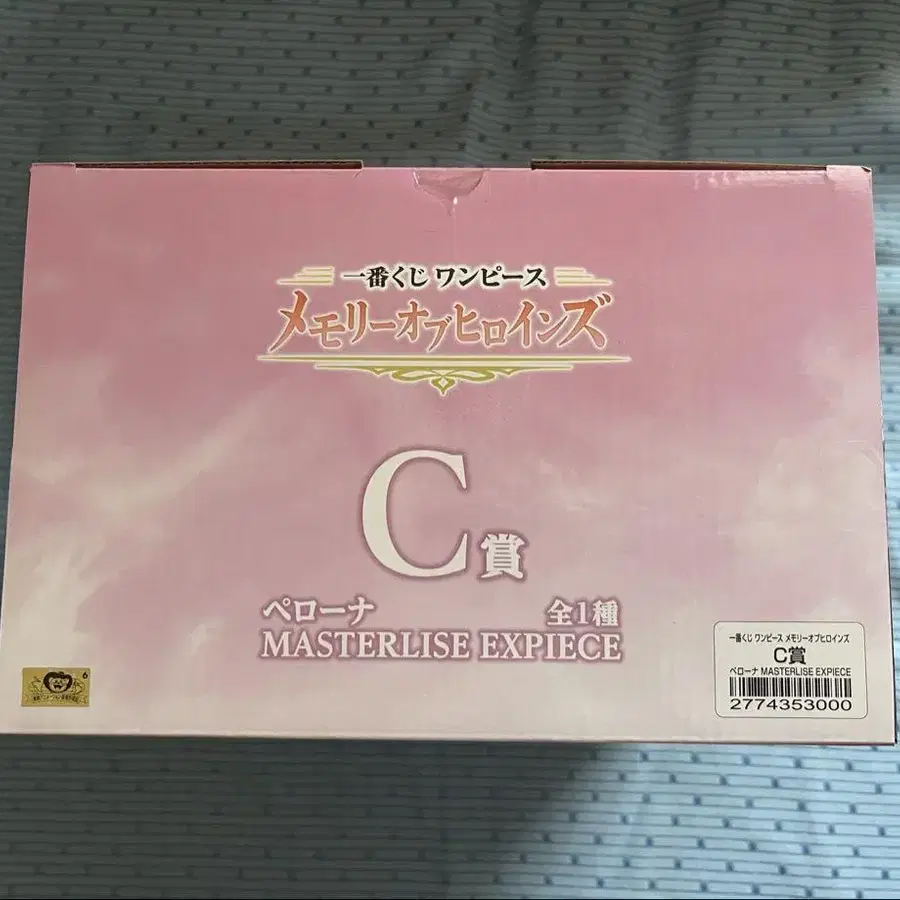 一番くじ ワンピース
メモリーオブヒロインズ
C賞
ペローナ 全1種
MASTERLISE EXPIECE
一番くじ ワンピース メモリーオブヒロインズ
C賞
ペローナ MASTERLISE EXPIECE
2774353000
6